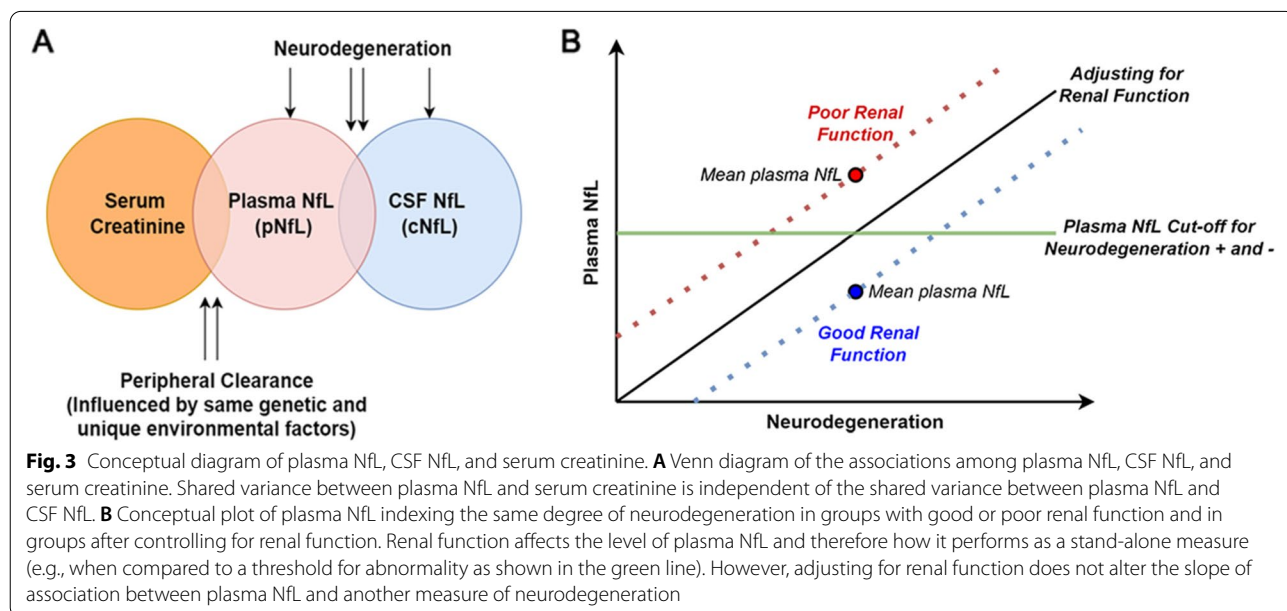 A
Neurodegeneration
Serum
Creatinine
Plasma NfL
(pNfL)
CSF NfL
(cNfL)
Peripheral Clearance
(Influenced by same genetic and
unique environmental factors)
B
Plasma NfL
Poor Renal
Function
Mean plasma NfL
Adjusting for
Renal Function
Plasma NfL Cut-off for
Neurodegeneration + and -
Mean plasma NfL
Good Renal
Function
Neurodegeneration
Fig. 3 Conceptual diagram of plasma NfL, CSF NfL, and serum creatinine. A Venn diagram of the associations among plasma NfL, CSF NfL, and
serum creatinine. Shared variance between plasma NfL and serum creatinine is independent of the shared variance between plasma NfL and
CSF NfL. B Conceptual plot of plasma NfL indexing the same degree of neurodegeneration in groups with good or poor renal function and in
groups after controlling for renal function. Renal function affects the level of plasma NfL and therefore how it performs as a stand-alone measure
(e.g., when compared to a threshold for abnormality as shown in the green line). However, adjusting for renal function does not alter the slope of
association between plasma NfL and another measure of neurodegeneration